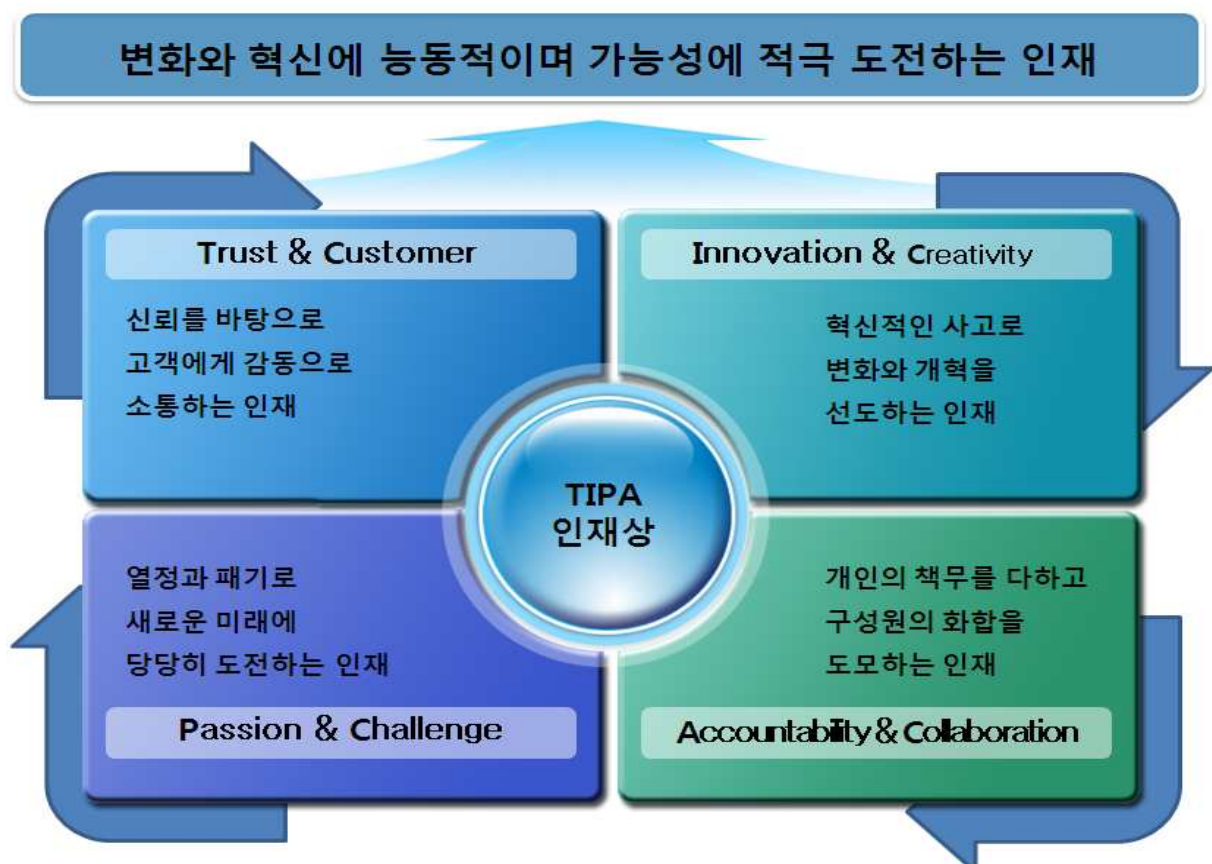 변화와 혁신에 능동적이며 가능성에 적극 도전하는 인재
Trust & Customer
신뢰를 바탕으로
고객에게 감동으로
소통하는 인재
Innovation & Creativity
혁신적인 사고로
변화와 개혁을
선도하는 인재
TIPA
인재상
열정과 패기로
새로운 미래에
당당히 도전하는 인재
Passion & Challenge
개인의 책무를 다하고
구성원의 화합을
도모하는 인재
Accountability & Collaboration